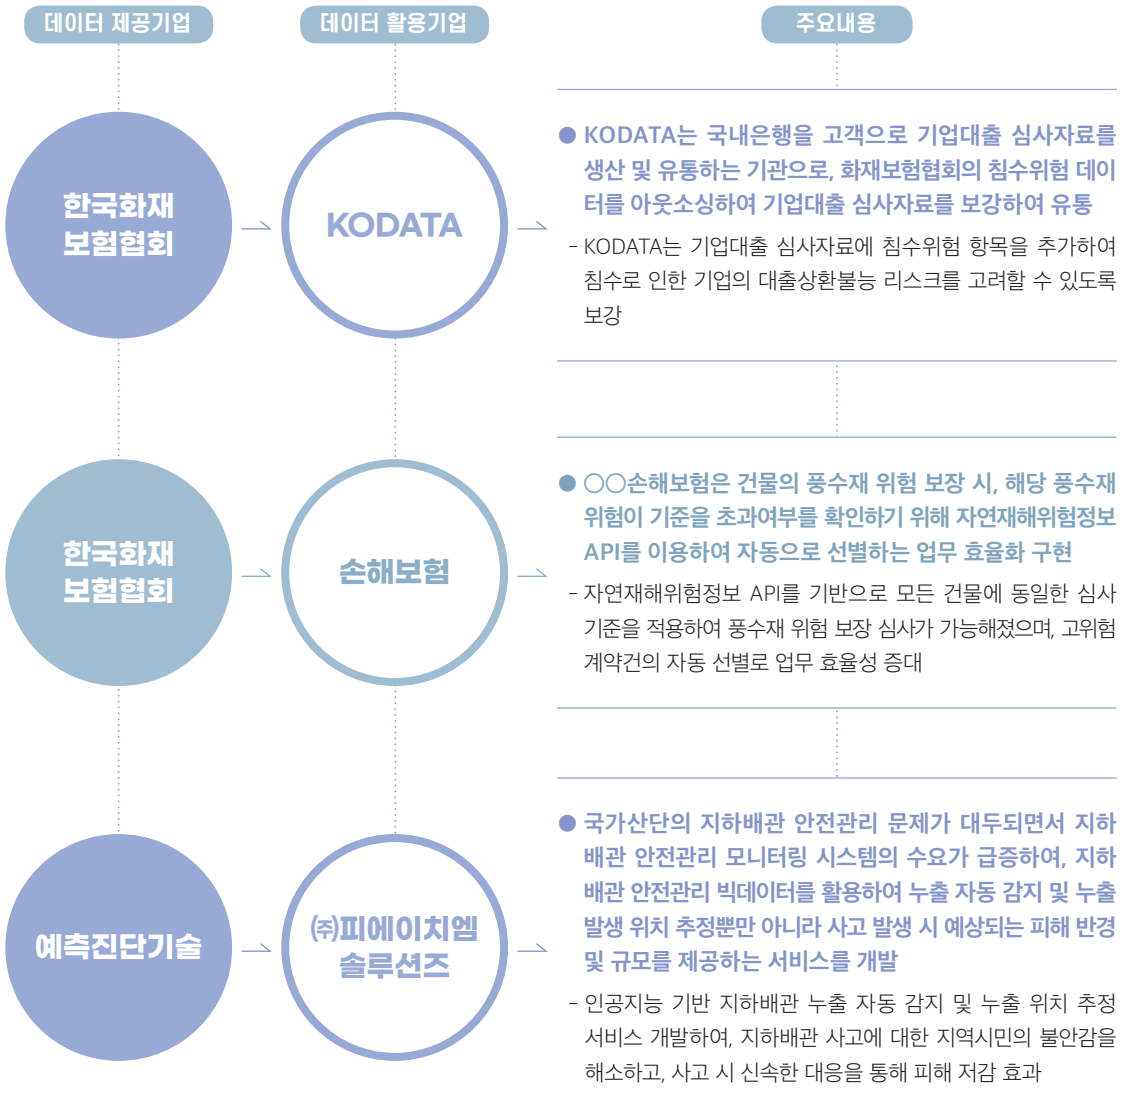 데이터 제공기업
데이터 활용기업
주요내용
한국화재
보험협회
KODATA
● KODATA는 국내은행을 고객으로 기업대출 심사자료를
생산 및 유통하는 기관으로, 화재보험협회의 침수위험 데이
터를 아웃소싱하여 기업대출 심사자료를 보강하여 유통
- KODATA는 기업대출 심사자료에 침수위험 항목을 추가하여
침수로 인한 기업의 대출상환불능 리스크를 고려할 수 있도록
보강
한국화재
보험협회
손해보험
● ○○손해보험은 건물의 풍수재 위험 보장 시, 해당 풍수재
위험이 기준을 초과여부를 확인하기 위해 자연재해위험정보
API를 이용하여 자동으로 선별하는 업무 효율화 구현
- 자연재해위험정보 API를 기반으로 모든 건물에 동일한 심사
기준을 적용하여 풍수재 위험 보장 심사가 가능해졌으며, 고위험
계약건의 자동 선별로 업무 효율성 증대
예측진단기술
㈜피에이치엠
솔루션즈
● 국가산단의 지하배관 안전관리 문제가 대두되면서 지하
배관 안전관리 모니터링 시스템의 수요가 급증하여, 지하
배관 안전관리 빅데이터를 활용하여 누출 자동 감지 및 누출
발생 위치 추정뿐만 아니라 사고 발생 시 예상되는 피해 반경
및 규모를 제공하는 서비스를 개발
- 인공지능 기반 지하배관 누출 자동 감지 및 누출 위치 추정
서비스 개발하여, 지하배관 사고에 대한 지역시민의 불안감을
해소하고, 사고 시 신속한 대응을 통해 피해 저감 효과